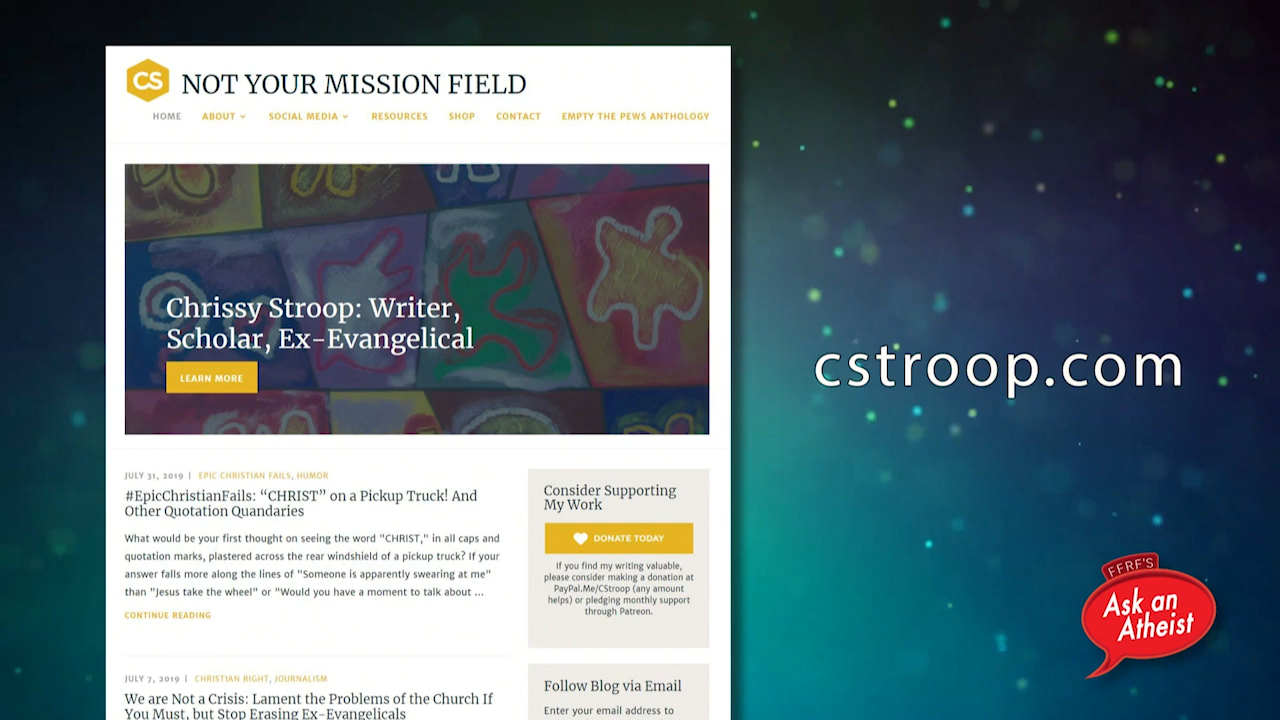 CS
NOT YOUR MISSION FIELD
HOME ABOUT SOCIAL MEDIA RESOURCES SHOP CONTACT EMPTY THE PEWS ANTHOLOGY
Chrissy Stroop: Writer,
Scholar, Ex-Evangelical
LEARN MORE
JULY 31, 2019 | EPIC CHRISTIAN FAILS, HUMOR
#EpicChristianFails: “CHRIST” on a Pickup Truck! And
Other Quotation Quandaries
What would be your first thought on seeing the word "CHRIST," in all caps and
quotation marks, plastered across the rear windshield of a pickup truck? If your
answer falls more along the lines of "Someone is apparently swearing at me"
than "Jesus take the wheel" or "Would you have a moment to talk about ...
CONTINUE READING
JULY 7, 2019 | CHRISTIAN RIGHT, JOURNALISM
We are Not a Crisis: Lament the Problems of the Church If
You Must, but Stop Erasing Ex-Evangelicals
Consider Supporting
My Work
DONATE TODAY
If you find my writing valuable,
please consider making a donation at
PayPal.Me/CStroop (any amount
helps) or pledging monthly support
through Patreon.
Follow Blog via Email
Enter your email address to
cstroop.com
FFRF'S
Ask an
Atheist